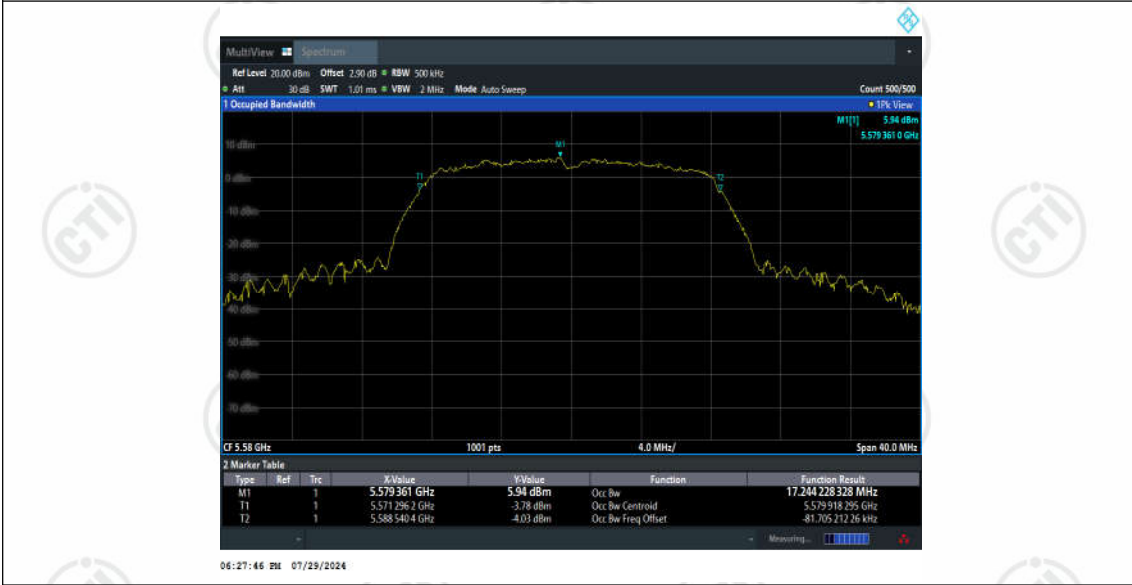 MultiView Spectrum
Ref Level 20.00 dBm Offset 2.90 dB RBW 500 kHz
Att 30 dB SWT 1.01 ms VBW 2 MHz Mode Auto Sweep Count 500/500
1 Occupied Bandwidth 1Pk View
M1[1] 5.94 dBm
5.579 361 0 GHz
10 dBm
M1
0 dBm
T1
T2
-10 dBm
-20 dBm
-30 dBm
-40 dBm
-50 dBm
-60 dBm
-70 dBm
CF 5.58 GHz 1001 pts 4.0 MHz/ Span 40.0 MHz
2 Marker Table
Type Ref Trc X-Value Y-Value Function Function Result
M1 1 5.579 361 GHz 5.94 dBm Occ Bw 17.244 228 328 MHz
T1 1 5.571 296 2 GHz -3.78 dBm Occ Bw Centroid 5.579 918 295 GHz
T2 1 5.588 540 4 GHz -4.03 dBm Occ Bw Freq Offset -81.705 212 26 kHz
Measuring...
06:27:46 PM 07/29/2024
CTI
CTI